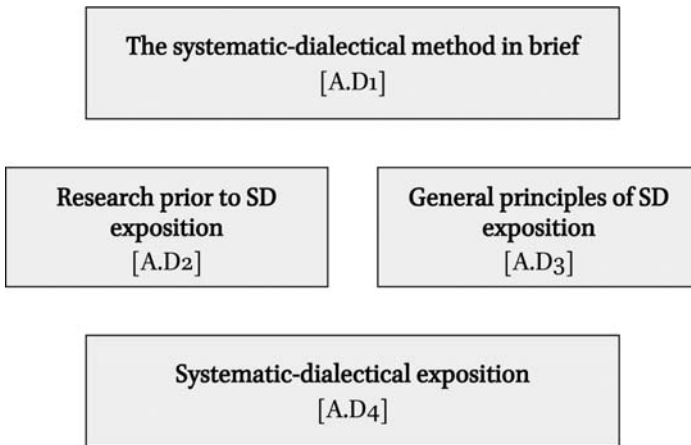 The systematic-dialectical method in brief
[A.D1]
Research prior to SD
exposition
[A.D2]
General principles of SD
exposition
[A.D3]
Systematic-dialectical exposition
[A.D4]